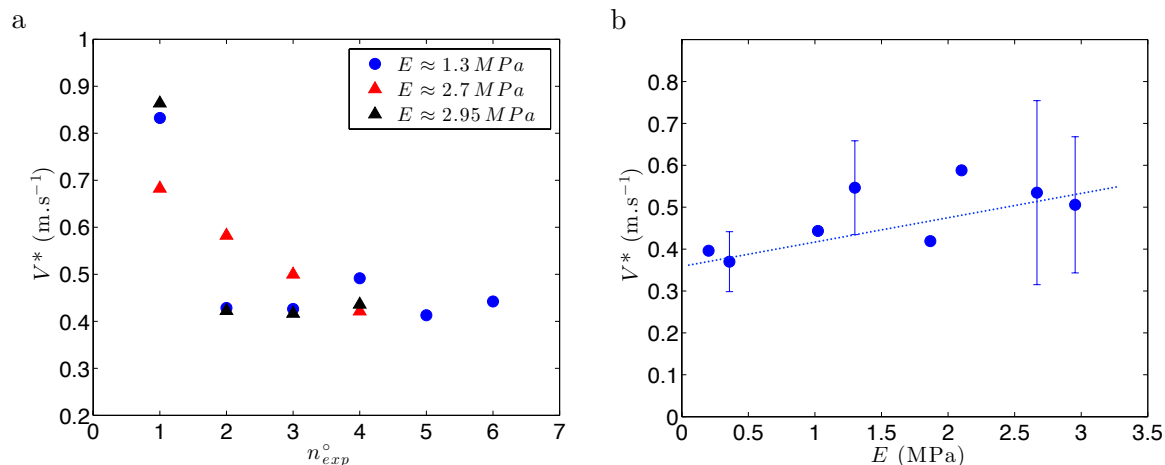 a
1
0.9
0.8
0.7
0.6
0.5
0.4
0.3
0.2
V* (m.s⁻¹)
0 1 2 3 4 5 6 7
n°exp
E ≈ 1.3 MPa
E ≈ 2.7 MPa
E ≈ 2.95 MPa
b
0.8
0.7
0.6
0.5
0.4
0.3
0.2
0.1
0
V* (m.s⁻¹)
0 0.5 1 1.5 2 2.5 3 3.5
E (MPa)